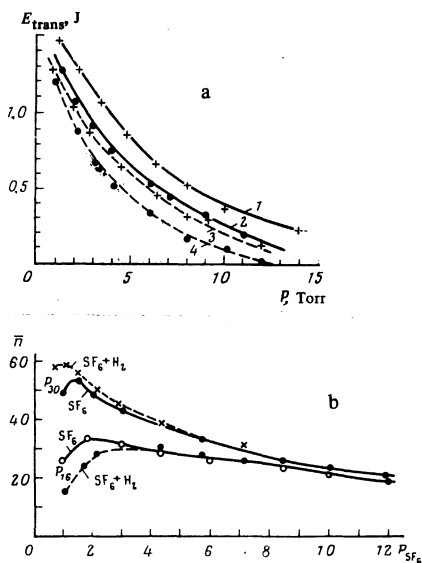 E_trans, J
a
1,0
0,5
1
2
3
4
0 5 10 15
P, Torr
n̄
b
60
40
20
SF₆+H₂
P₃₀
SF₆
SF₆
P₁₆
SF₆+H₂
0 2 4 6 8 10 12 P_SF₆